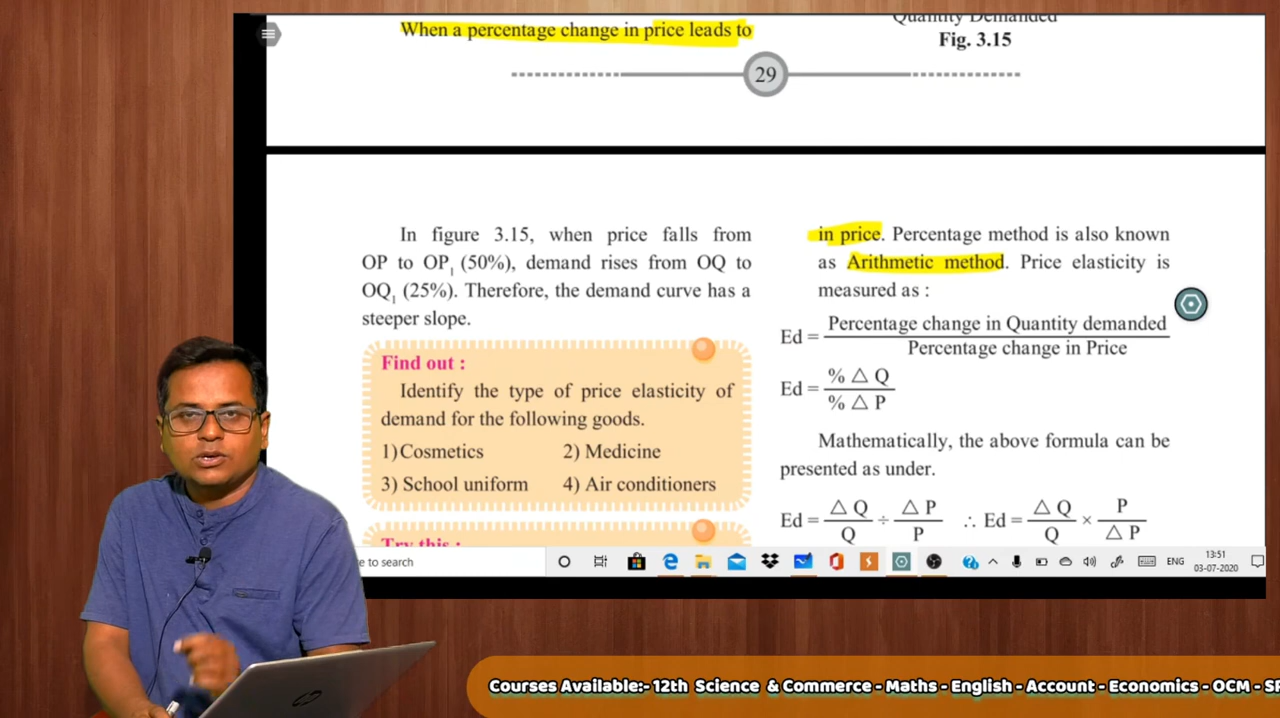 When a percentage change in price leads to
Quantity Demanded
Fig. 3.15
29
In figure 3.15, when price falls from
OP to OP₁ (50%), demand rises from OQ to
OQ₁ (25%). Therefore, the demand curve has a
steeper slope.
Find out :
Identify the type of price elasticity of
demand for the following goods.
1)Cosmetics 2) Medicine
3) School uniform 4) Air conditioners
Try this :
in price. Percentage method is also known
as Arithmetic method. Price elasticity is
measured as :
Ed = Percentage change in Quantity demanded
Percentage change in Price
Ed = % △ Q
% △ P
Mathematically, the above formula can be
presented as under.
Ed = △ Q / Q ÷ △ P / P ∴ Ed = △ Q / Q × P / △ P
e to search
ENG
13:51
03-07-2020
Courses Available:- 12th Science & Commerce - Maths - English - Account - Economics - OCM -